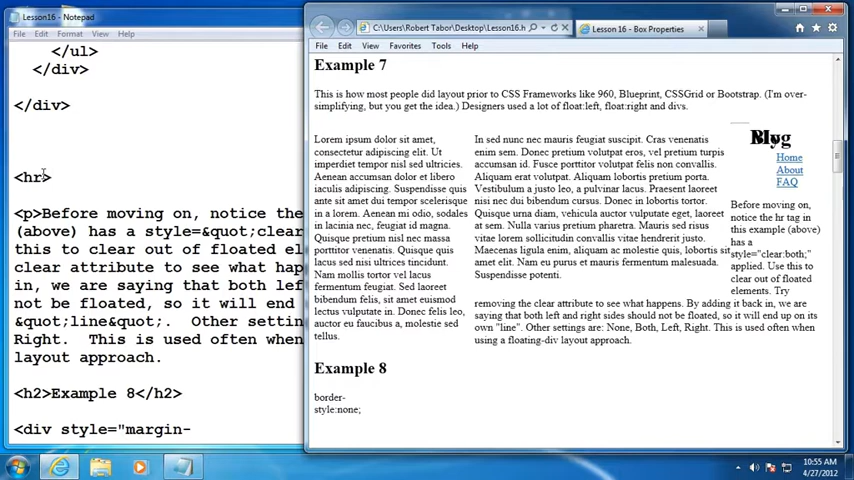 Lesson16 - Notepad
File Edit Format View Help
</ul>
</div>
</div>
<hr>
<p>Before moving on, notice the
(above) has a style=&quot;clear
this to clear out of floated el
clear attribute to see what hap
in, we are saying that both lef
not be floated, so it will end
&quot;line&quot;.  Other settin
Right.  This is used often when
layout approach.
<h2>Example 8</h2>
<div style="margin-
C:\Users\Robert Tabor\Desktop\Lesson16.h
Lesson 16 - Box Properties
File Edit View Favorites Tools Help
Example 7
This is how most people did layout prior to CSS Frameworks like 960, Blueprint, CSSGrid or Bootstrap. (I'm over-
simplifying, but you get the idea.) Designers used a lot of float:left, float:right and divs.
Lorem ipsum dolor sit amet,
consectetur adipiscing elit. Ut
imperdiet tempor nisl sed ultricies.
Aenean accumsan dolor et libero
iaculis adipiscing. Suspendisse quis
ante sit amet dui tempus scelerisque
in a lorem. Aenean mi odio, sodales
in lacinia nec, feugiat id mauris.
Quisque pretium nisl nec massa
porttitor venenatis. Quisque quis
lacus sed nisi ultrices tincidunt.
Nam mollis tortor vel lacus
fermentum feugiat. Sed laoreet
bibendum felis, sit amet euismod
lectus vulputate in. Donec felis leo,
auctor eu faucibus a, molestie sed
tellus.
In sed nunc nec mauris feugiat suscipit. Cras venenatis
enim sem. Donec pretium volutpat eros, vel pretium turpis
accumsan id. Fusce porttitor volutpat felis non convallis.
Aliquam erat volutpat. Aliquam lobortis pretium porta.
Vestibulum a justo leo, a pulvinar lacus. Praesent laoreet
nisi nec dui bibendum cursus. Donec in lobortis tortor.
Quisque urna diam, vehicula auctor vulputate eget, laoreet
sem. Nulla varius pretium pharetra. Morbi sed risus
vitae lorem sollicitudin convallis vitae hendrerit justo.
Maecenas ligula enim, aliquam ac molestie quis, lobortis sit
amet elit. Nam eu purus et mauris fermentum malesuada.
Suspendisse potenti.
Blog
Home
About
FAQ
Before moving on,
notice the hr tag in
this example (above)
has a
style="clear:both;"
applied. Use this to
clear out of floated
elements. Try
removing the clear attribute to see what happens. By adding it back in, we are
saying that both left and right sides should not be floated, so it will end up on its
own "line". Other settings are: None, Both, Left, Right. This is used often when
using a floating-div layout approach.
Example 8
border-
style:none;
10:55 AM
4/27/2012